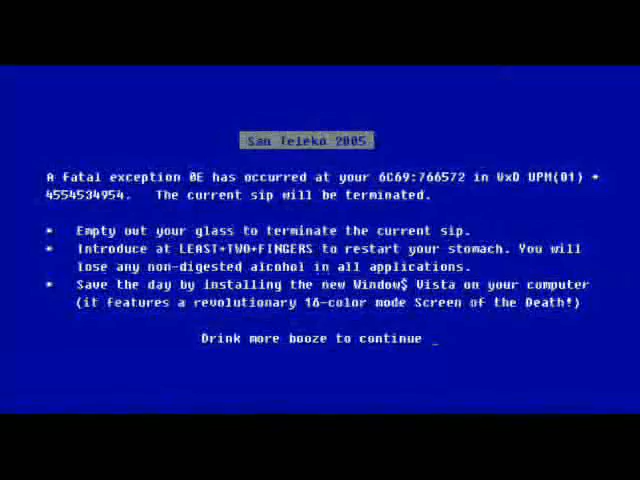 San Teleko 2005
A fatal exception 0E has occurred at your 6C69:766572 in VxD UPM(01) +
4554534954. The current sip will be terminated.
* Empty out your glass to terminate the current sip.
* Introduce at LEAST+TWO+FINGERS to restart your stomach. You will
lose any non-digested alcohol in all applications.
* Save the day by installing the new Window$ Vista on your computer
(it features a revolutionary 16-color mode Screen of the Death!)
Drink more booze to continue _